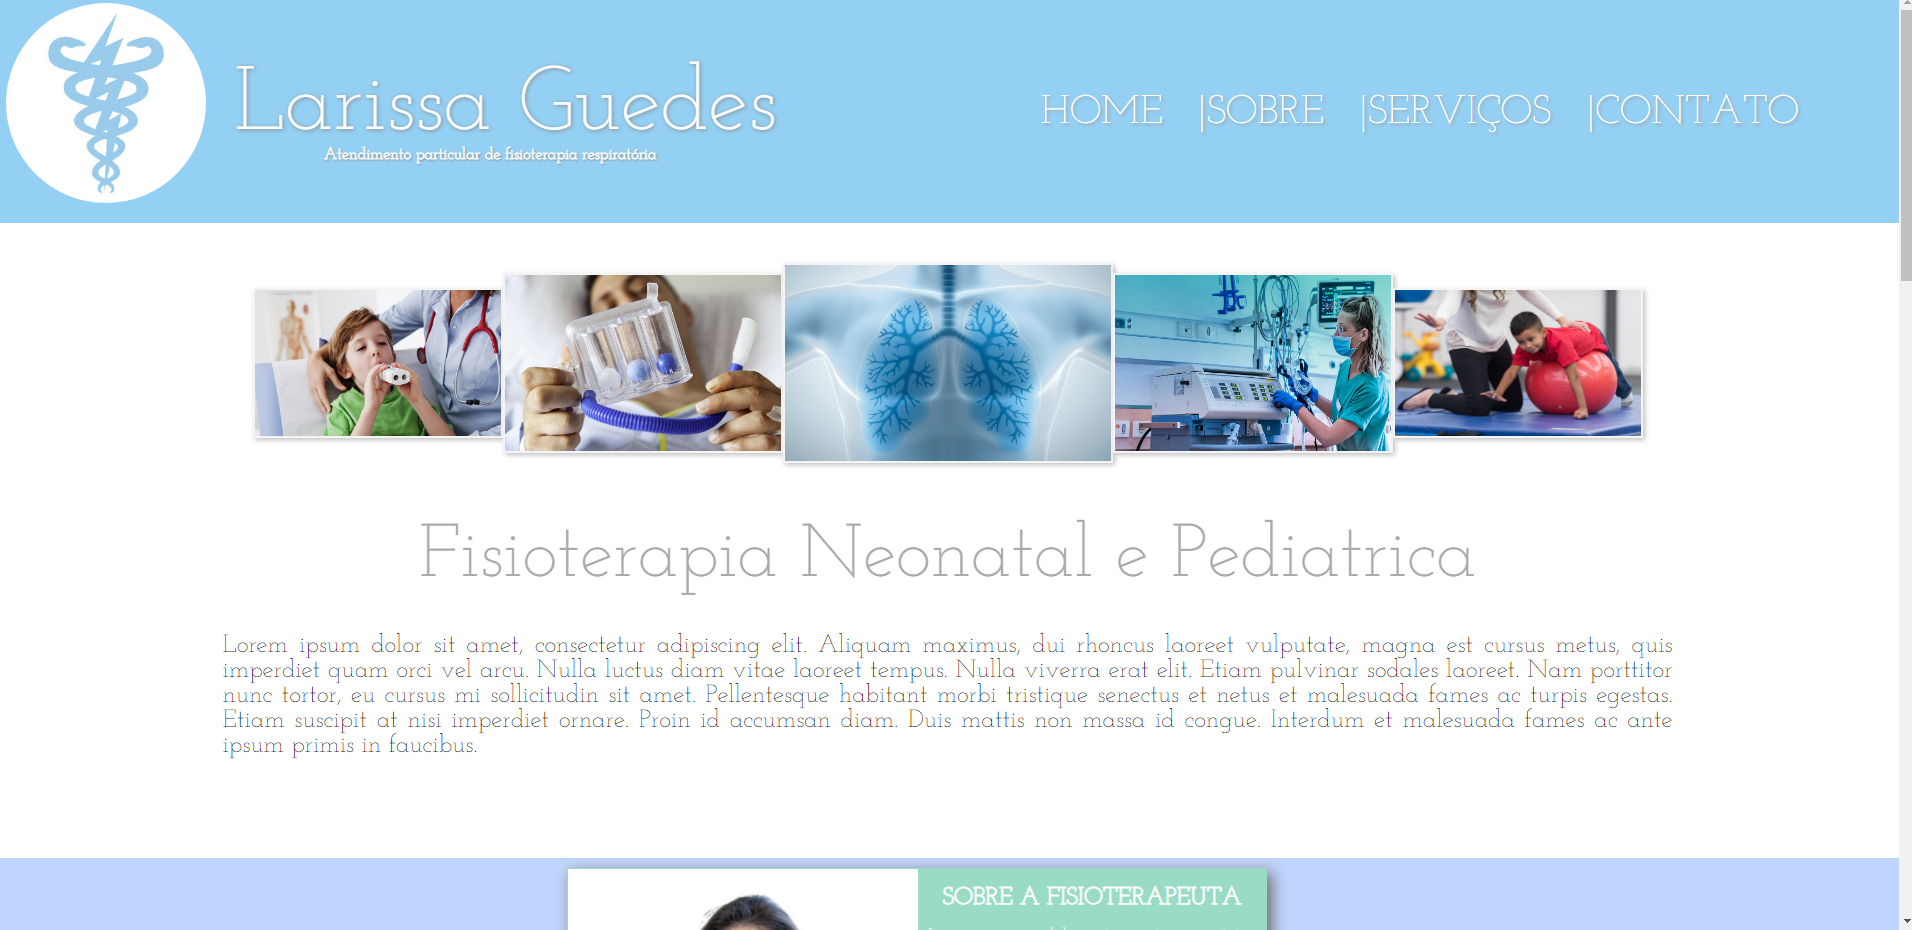 Larissa Guedes
Atendimento particular de fisioterapia respiratória
HOME |SOBRE |SERVIÇOS |CONTATO
Fisioterapia Neonatal e Pediatrica
Lorem ipsum dolor sit amet, consectetur adipiscing elit. Aliquam maximus, dui rhoncus laoreet vulputate, magna est cursus metus, quis
imperdiet quam orci vel arcu. Nulla luctus diam vitae laoreet tempus. Nulla viverra erat elit. Etiam pulvinar sodales laoreet. Nam porttitor
nunc tortor, eu cursus mi sollicitudin sit amet. Pellentesque habitant morbi tristique senectus et netus et malesuada fames ac turpis egestas.
Etiam suscipit at nisi imperdiet ornare. Proin id accumsan diam. Duis mattis non massa id congue. Interdum et malesuada fames ac ante
ipsum primis in faucibus.
SOBRE A FISIOTERAPEUTA